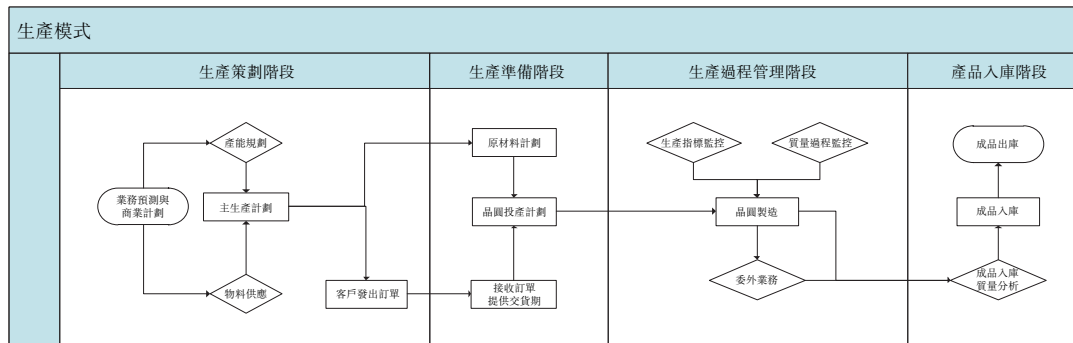 生產模式
生產策劃階段
生產準備階段
生產過程管理階段
產品入庫階段
產能規劃
業務預測與
商業計劃
主生產計劃
物料供應
客戶發出訂單
原材料計劃
晶圓投產計劃
接收訂單
提供交貨期
生產指標監控
質量過程監控
晶圓製造
委外業務
成品出庫
成品入庫
成品入庫
質量分析